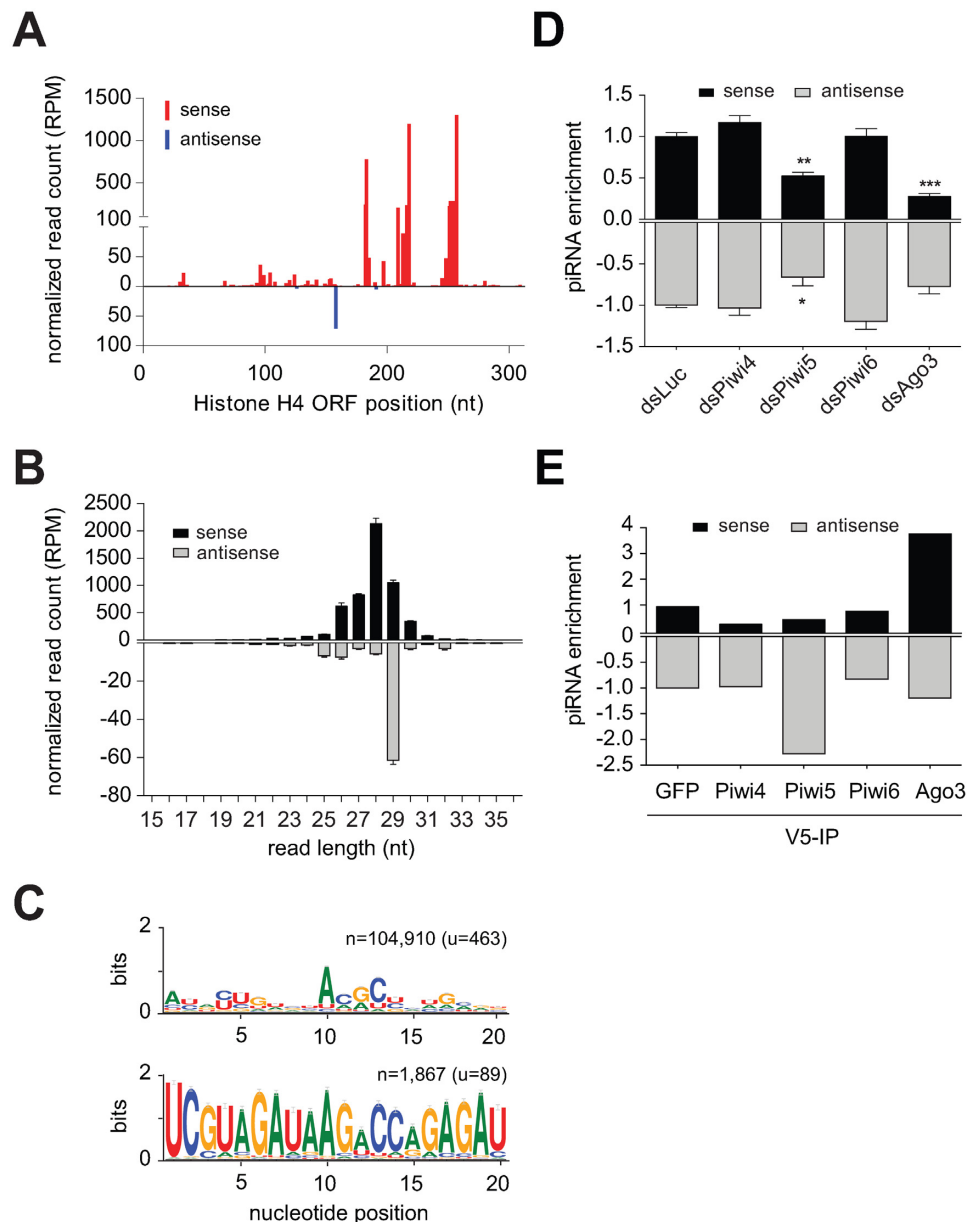 A
normalized read count (RPM)
sense
antisense
1500
1000
500
100
50
0
50
100
0 100 200 300
Histone H4 ORF position (nt)
B
normalized read count (RPM)
sense
antisense
2500
2000
1500
1000
500
0
-20
-40
-60
-80
15 17 19 21 23 25 27 29 31 33 35
read length (nt)
C
bits
2
0
n=104,910 (u=463)
5 10 15 20
bits
2
0
n=1,867 (u=89)
UCGUAGAUAAGACCAGAGAU
5 10 15 20
nucleotide position
D
piRNA enrichment
sense antisense
1.5
1.0
0.5
0.0
-0.5
-1.0
-1.5
**
***
*
dsLuc dsPiwi4 dsPiwi5 dsPiwi6 dsAgo3
E
piRNA enrichment
sense antisense
4
3
2
1
0
-0.5
-1.0
-1.5
-2.0
-2.5
GFP Piwi4 Piwi5 Piwi6 Ago3
V5-IP